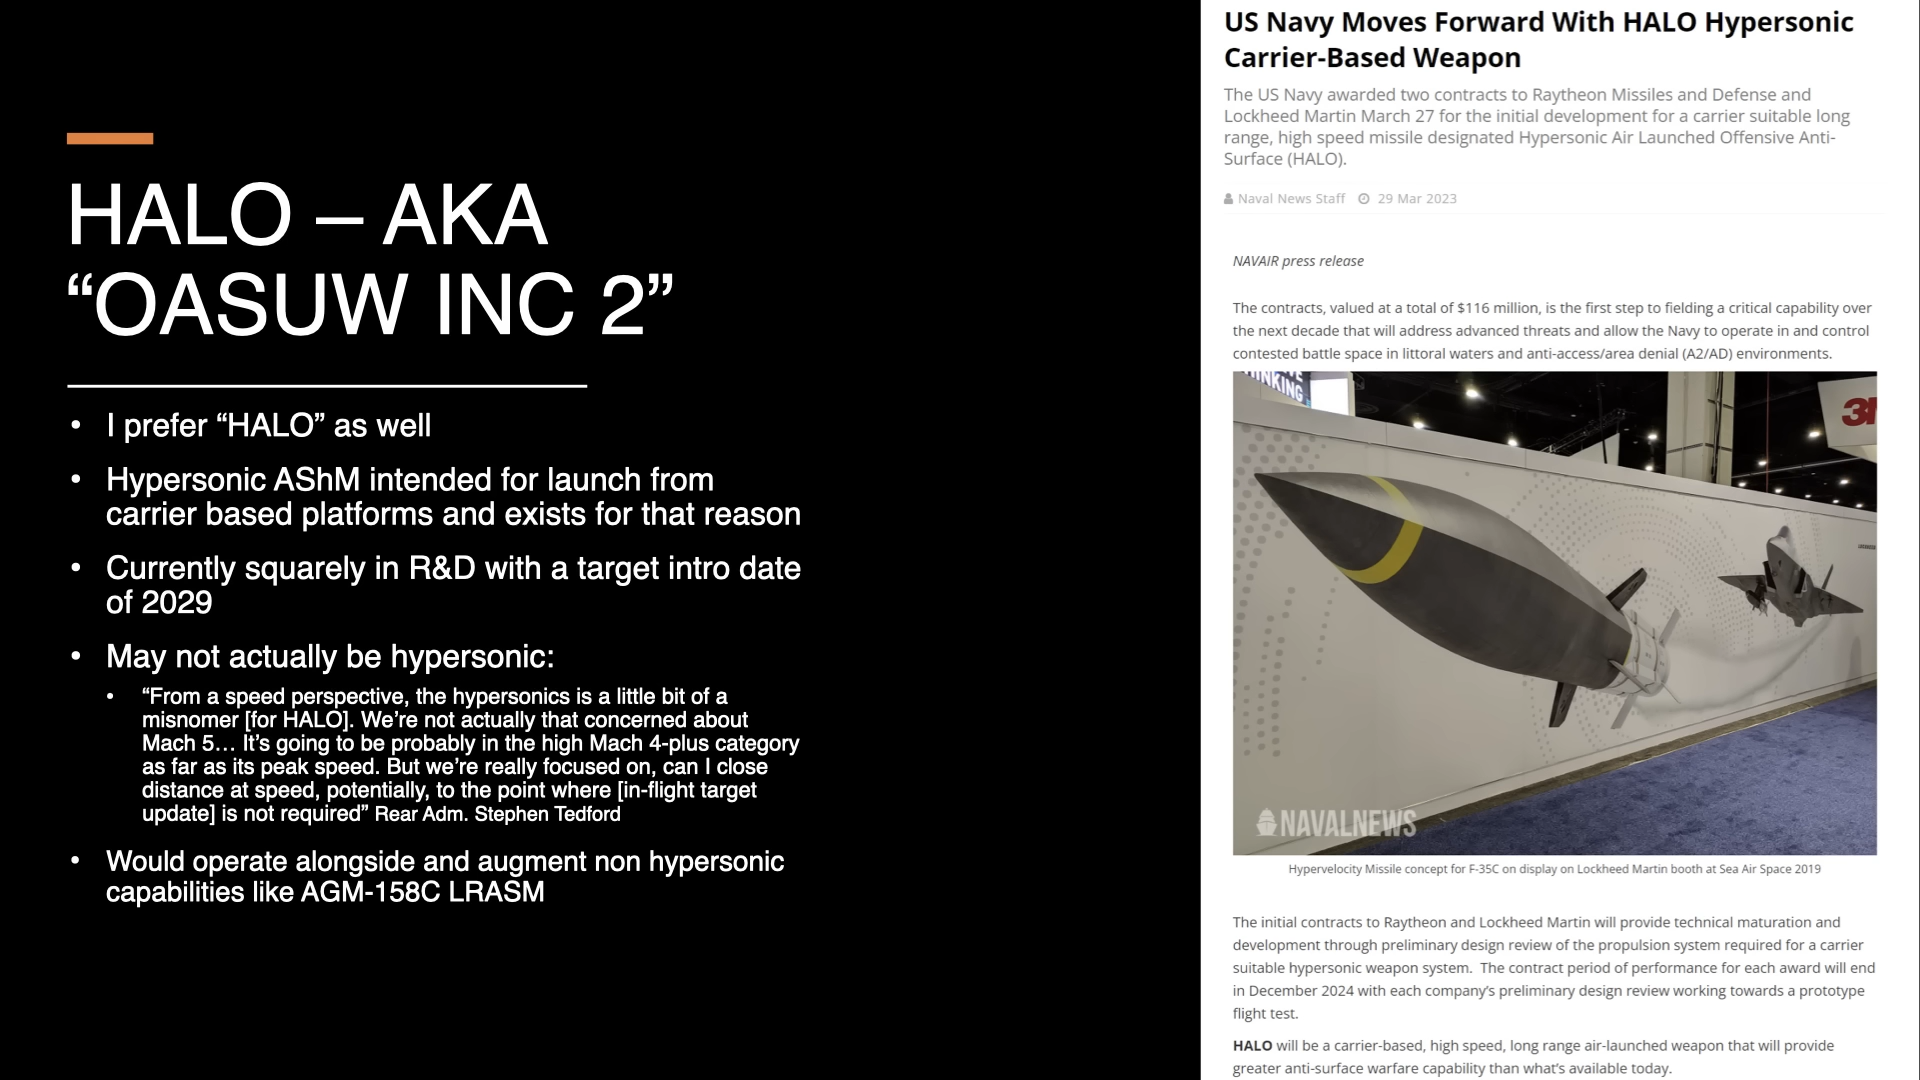 HALO – AKA
“OASUW INC 2”
• I prefer “HALO” as well
• Hypersonic AShM intended for launch from
carrier based platforms and exists for that reason
• Currently squarely in R&D with a target intro date
of 2029
• May not actually be hypersonic:
• “From a speed perspective, the hypersonics is a little bit of a
misnomer [for HALO]. We’re not actually that concerned about
Mach 5… It’s going to be probably in the high Mach 4-plus category
as far as its peak speed. But we’re really focused on, can I close
distance at speed, potentially, to the point where [in-flight target
update] is not required” Rear Adm. Stephen Tedford
• Would operate alongside and augment non hypersonic
capabilities like AGM-158C LRASM
US Navy Moves Forward With HALO Hypersonic
Carrier-Based Weapon
The US Navy awarded two contracts to Raytheon Missiles and Defense and
Lockheed Martin March 27 for the initial development for a carrier suitable long
range, high speed missile designated Hypersonic Air Launched Offensive Anti-
Surface (HALO).
Naval News Staff 29 Mar 2023
NAVAIR press release
The contracts, valued at a total of $116 million, is the first step to fielding a critical capability over
the next decade that will address advanced threats and allow the Navy to operate in and control
contested battle space in littoral waters and anti-access/area denial (A2/AD) environments.
NAVALNEWS
Hypervelocity Missile concept for F-35C on display on Lockheed Martin booth at Sea Air Space 2019
The initial contracts to Raytheon and Lockheed Martin will provide technical maturation and
development through preliminary design review of the propulsion system required for a carrier
suitable hypersonic weapon system. The contract period of performance for each award will end
in December 2024 with each company’s preliminary design review working towards a prototype
flight test.
HALO will be a carrier-based, high speed, long range air-launched weapon that will provide
greater anti-surface warfare capability than what’s available today.